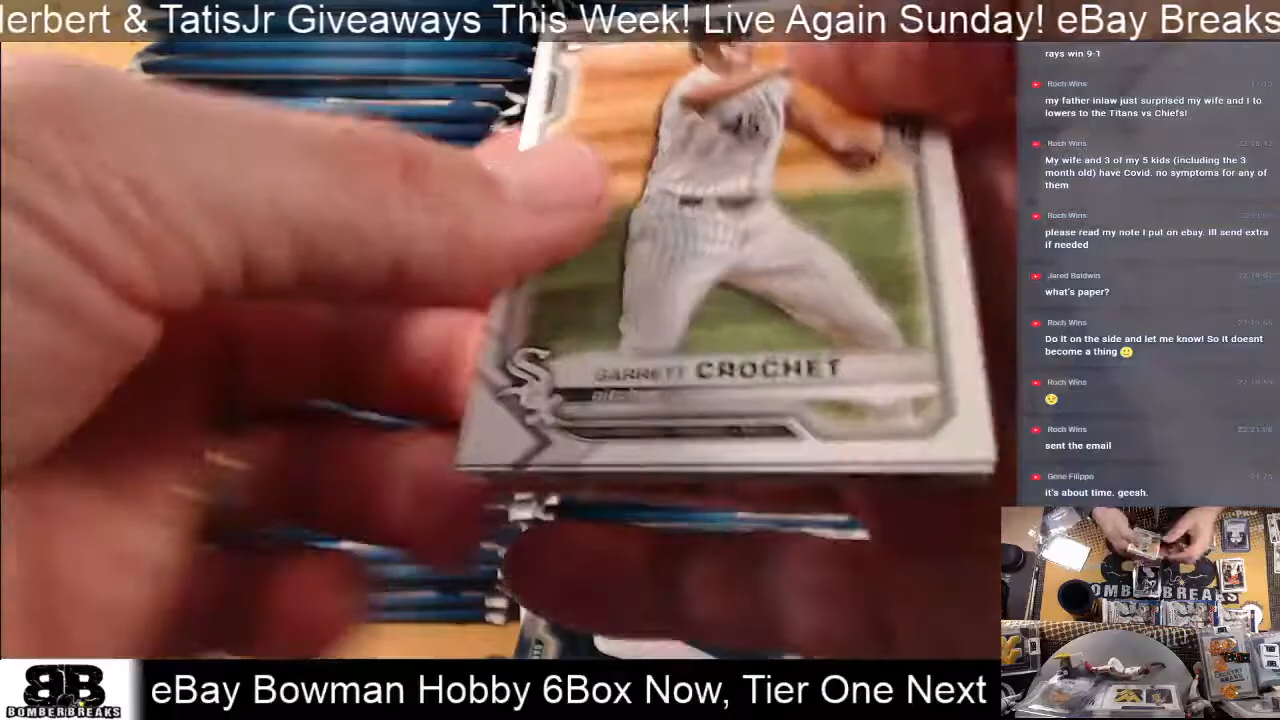 Herbert & TatisJr Giveaways This Week! Live Again Sunday! eBay Breaks
rays win 9-1
Roch Wins
my father inlaw just surprised my wife and I to
lowers to the Titans vs Chiefs!
Roch Wins
My wife and 3 of my 5 kids (including the 3
month old) have Covid. no symptoms for any of
them
Roch Wins
please read my note I put on ebay. Ill send extra
if needed
Jared Baldwin
what's paper?
Roch Wins
Do it on the side and let me know! So it doesnt
become a thing 🙂
Roch Wins
😉
Roch Wins
sent the email
Gene Filippo
it's about time. geesh.
GARRETT CROCHET
BOMBERBREAKS
BB
BOMBERBREAKS
eBay Bowman Hobby 6Box Now, Tier One Next